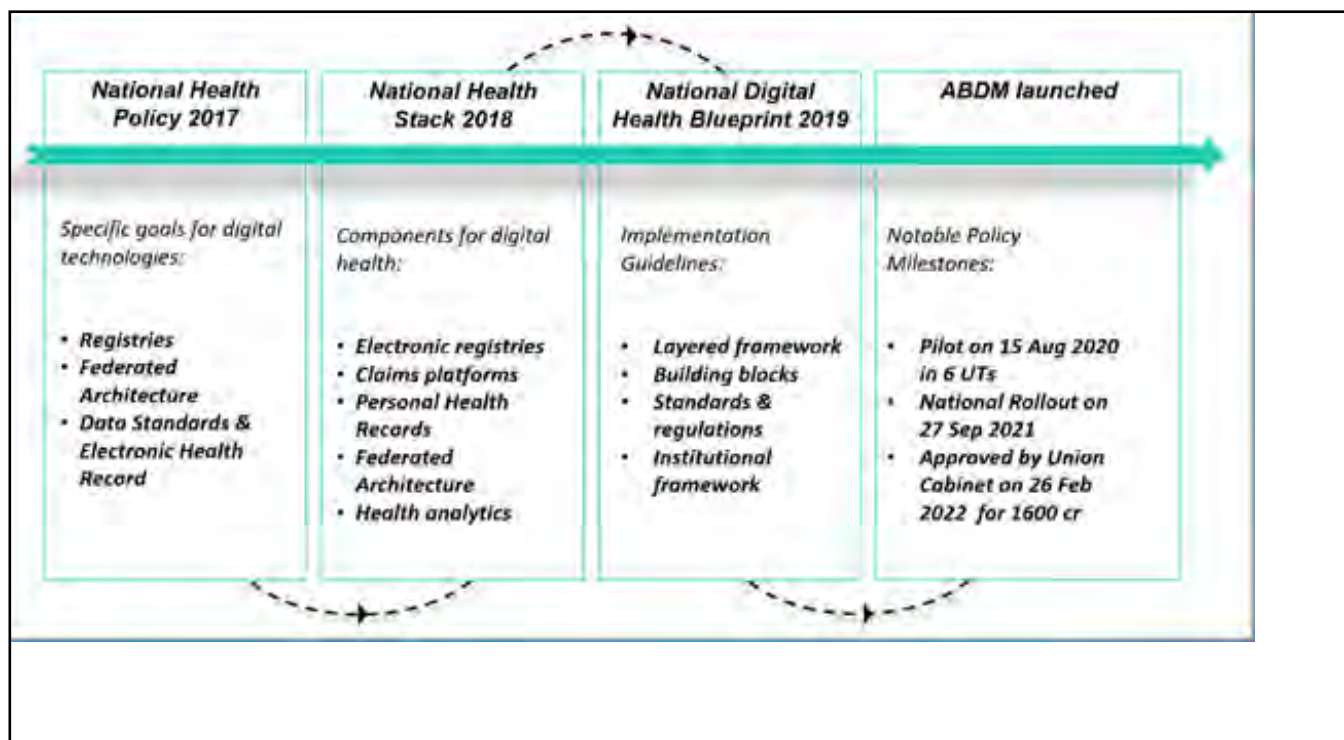 National Health
Policy 2017
Specific goals for digital
technologies:
• Registries
• Federated
Architecture
• Data Standards &
Electronic Health
Record
National Health
Stack 2018
Components for digital
health:
• Electronic registries
• Claims platforms
• Personal Health
Records
• Federated
Architecture
• Health analytics
National Digital
Health Blueprint 2019
Implementation
Guidelines:
• Layered framework
• Building blocks
• Standards &
regulations
• Institutional
framework
ABDM launched
Notable Policy
Milestones:
• Pilot on 15 Aug 2020
in 6 UTs
• National Rollout on
27 Sep 2021
• Approved by Union
Cabinet on 26 Feb
2022 for 1600 cr